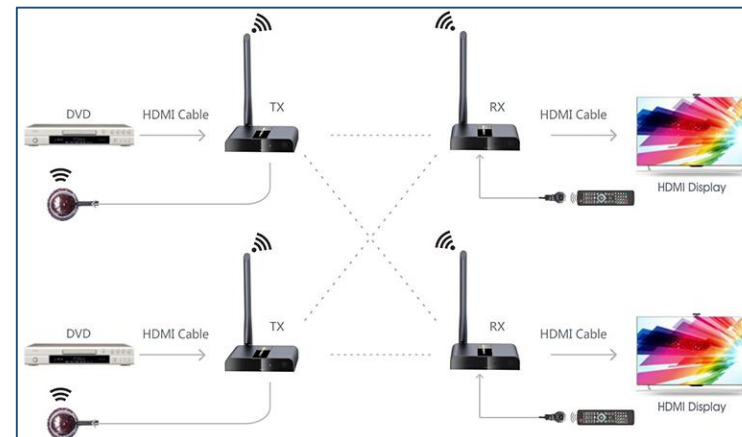 DVD
HDMI Cable
TX
RX
HDMI Cable
HDMI Display
DVD
HDMI Cable
TX
RX
HDMI Cable
HDMI Display